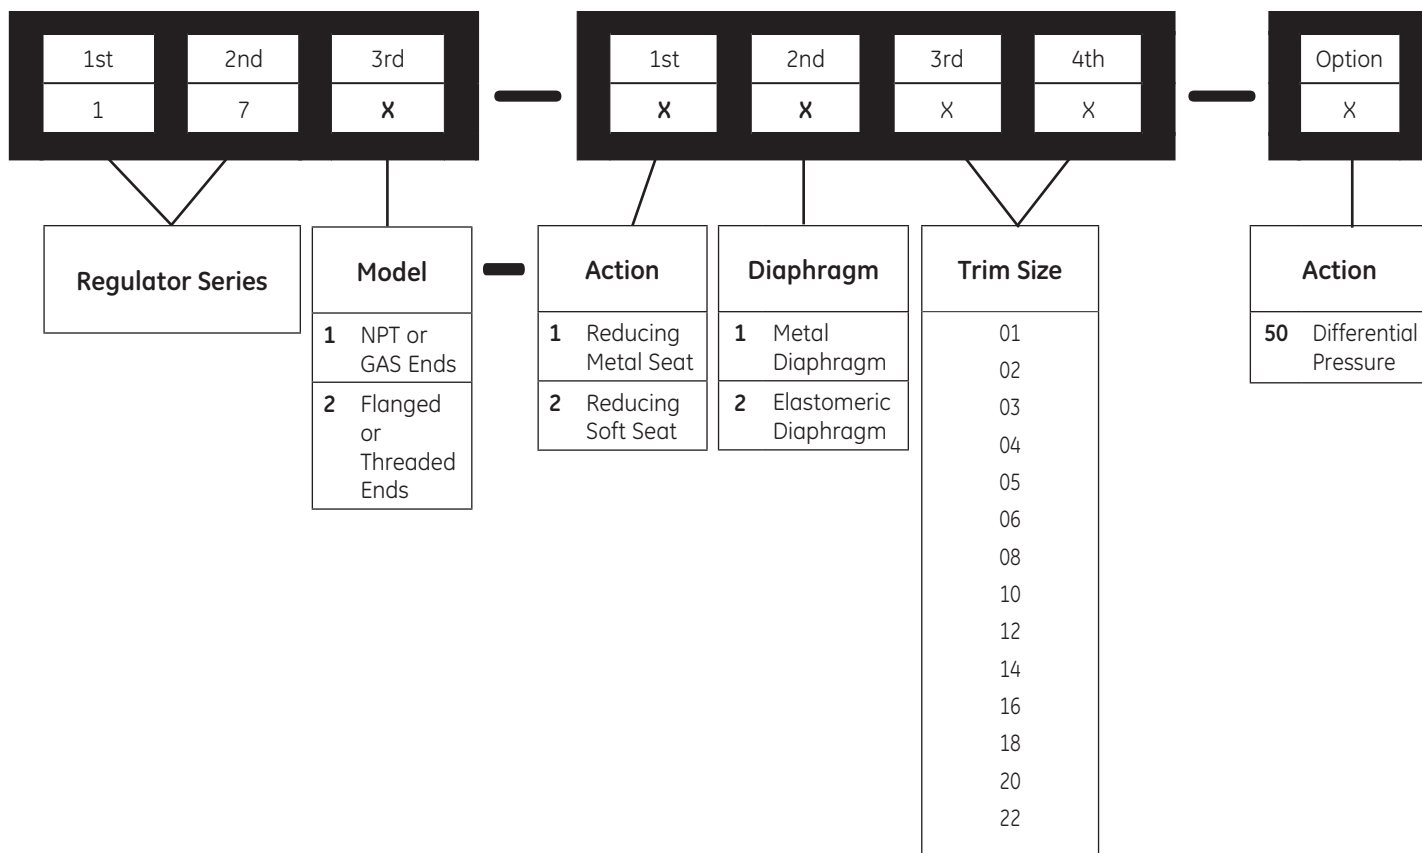 1st 2nd 3rd 1st 2nd 3rd 4th Option
1 7 X X X X X X
Regulator Series
Model
1 NPT or
GAS Ends
2 Flanged
or
Threaded
Ends
Action
1 Reducing
Metal Seat
2 Reducing
Soft Seat
Diaphragm
1 Metal
Diaphragm
2 Elastomeric
Diaphragm
Trim Size
01
02
03
04
05
06
08
10
12
14
16
18
20
22
Action
50 Differential
Pressure